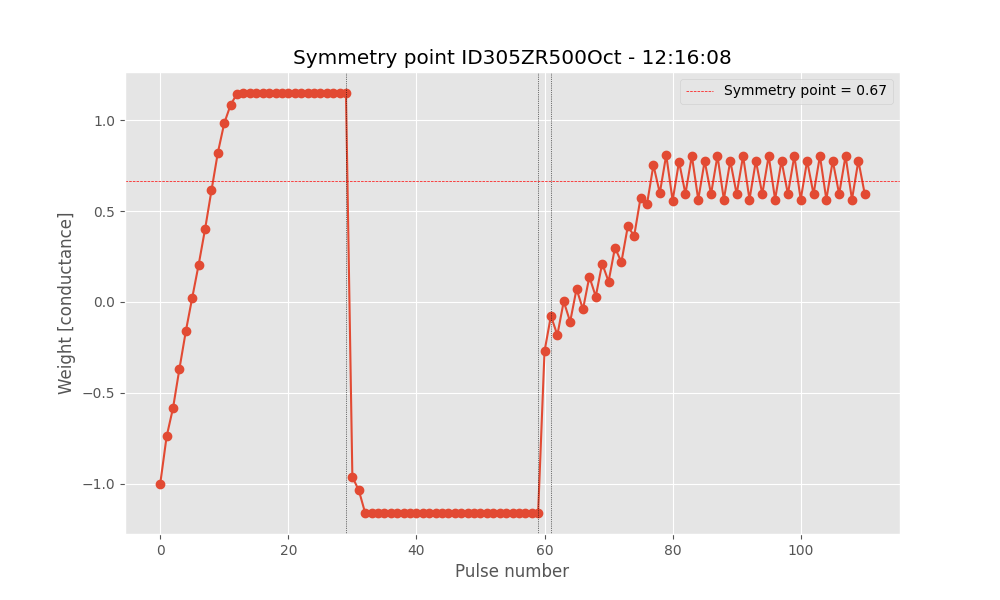 Symmetry point ID305ZR500Oct - 12:16:08
Symmetry point = 0.67
Weight [conductance]
1.0
0.5
0.0
−0.5
−1.0
0 20 40 60 80 100
Pulse number